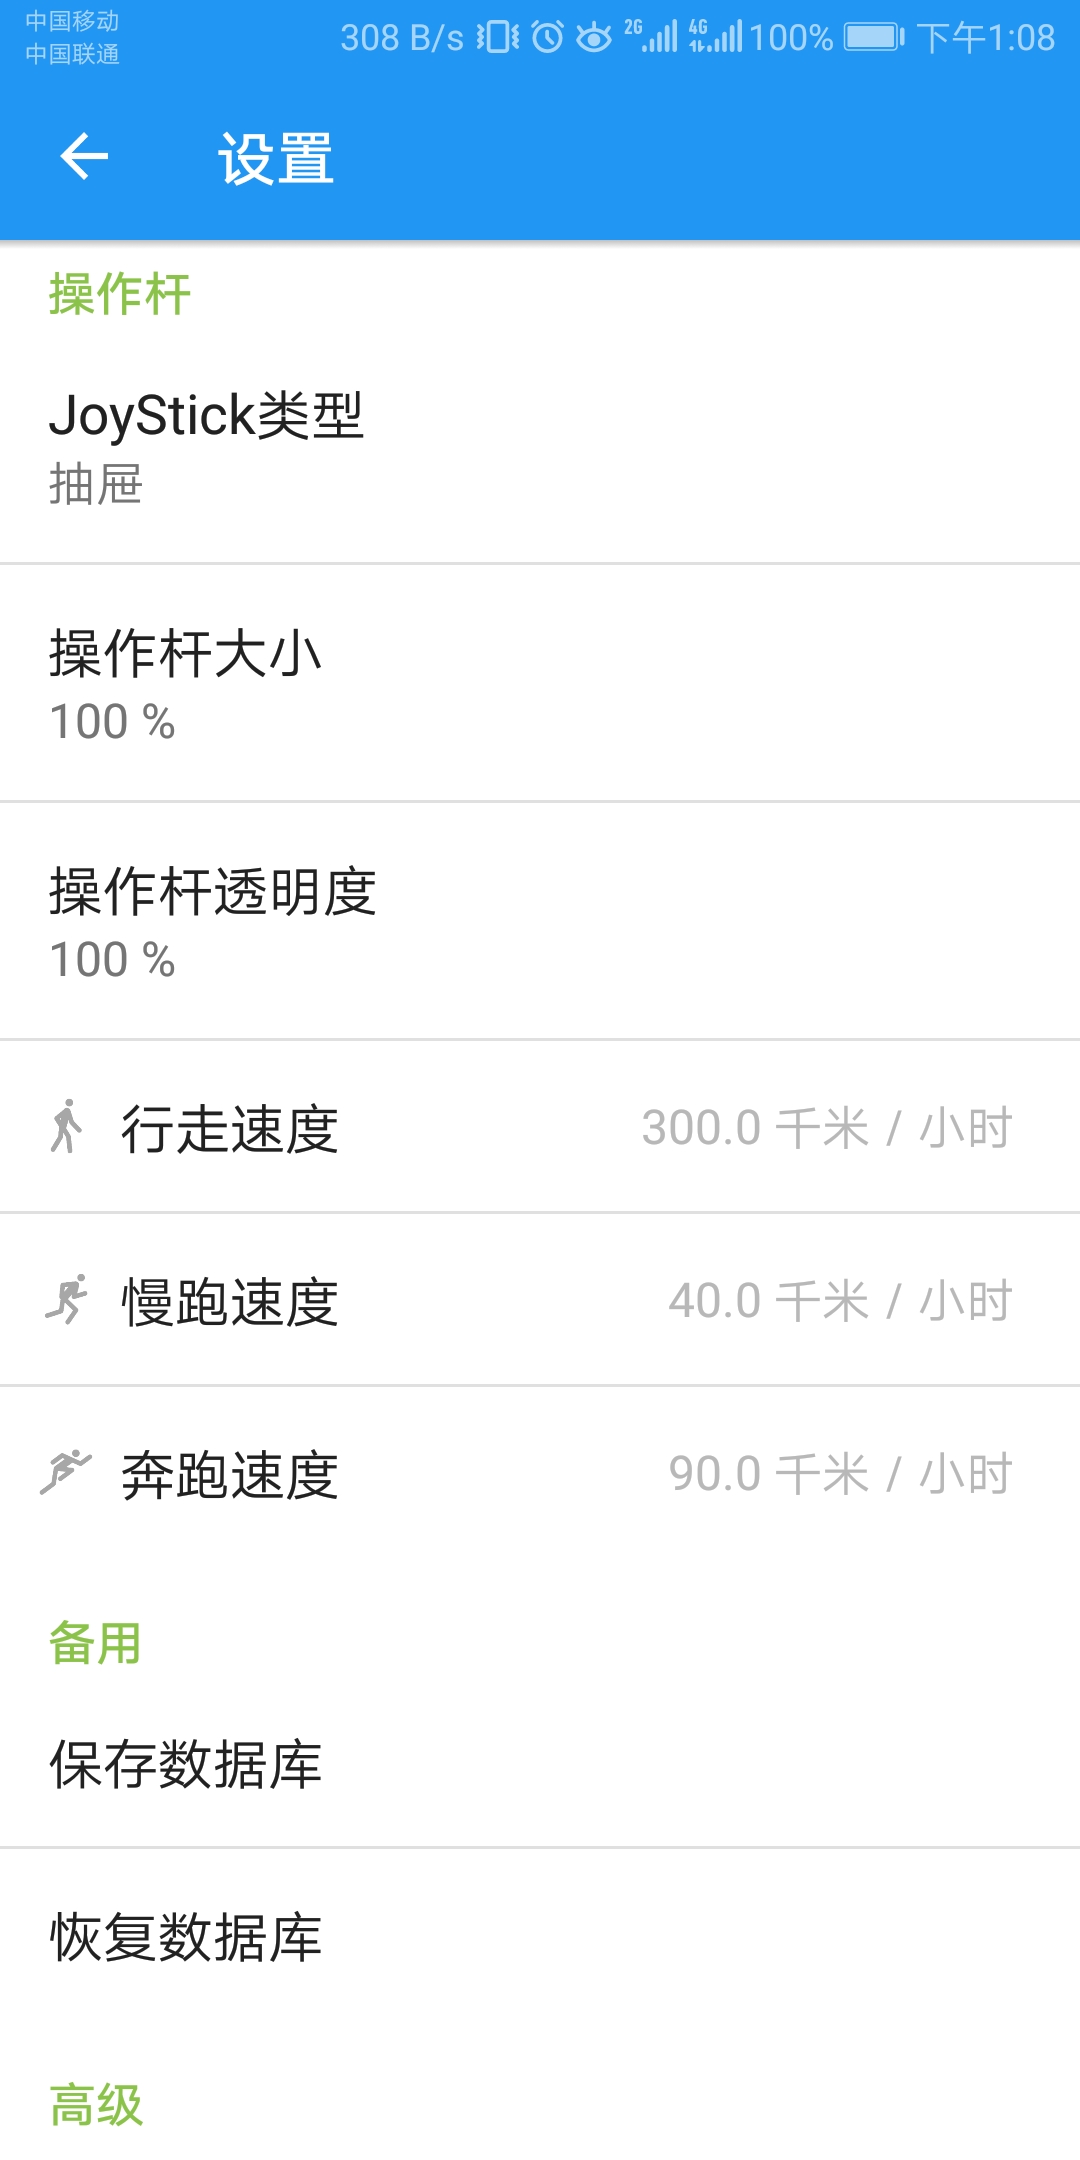 中国移动
中国联通
308 B/s 2G 4G 100% 下午1:08
设置
操作杆
JoyStick类型
抽屉
操作杆大小
100 %
操作杆透明度
100 %
行走速度 300.0 千米 / 小时
慢跑速度 40.0 千米 / 小时
奔跑速度 90.0 千米 / 小时
备用
保存数据库
恢复数据库
高级